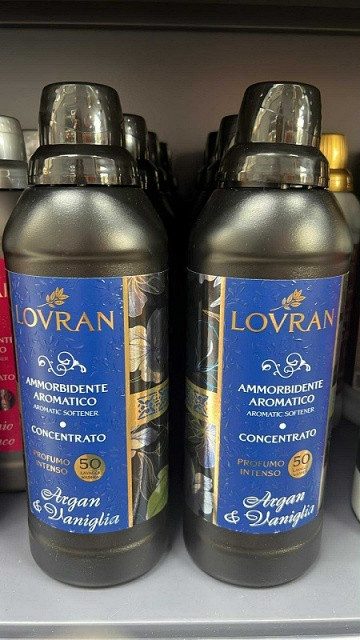 LOVRAN
AMMORBIDENTE
AROMATICO
AROMATIC SOFTENER
CONCENTRATO
PROFUMO
INTENSO
50
Argan
& Vaniglia
LOVRAN
AMMORBIDENTE
AROMATICO
AROMATIC SOFTENER
CONCENTRATO
PROFUMO
INTENSO
50
Argan
& Vaniglia